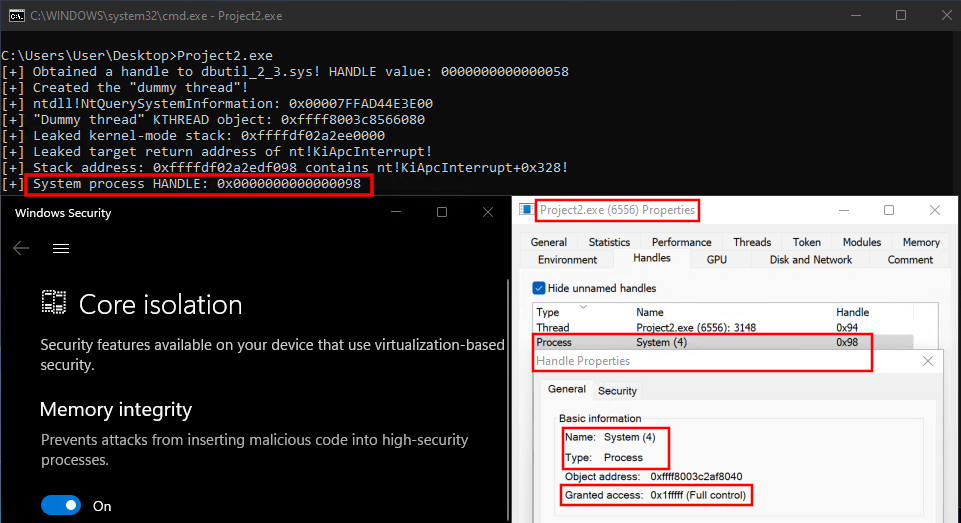 C:\WINDOWS\system32\cmd.exe - Project2.exe
C:\Users\User\Desktop>Project2.exe
[+] Obtained a handle to dbutil_2_3.sys! HANDLE value: 0000000000000058
[+] Created the "dummy thread"!
[+] ntdll!NtQuerySystemInformation: 0x00007FFAD44E3E00
[+] "Dummy thread" KTHREAD object: 0xffff8003c8566080
[+] Leaked kernel-mode stack: 0xffffdf02a2ee0000
[+] Leaked target return address of nt!KiApcInterrupt!
[+] Stack address: 0xffffdf02a2edf098 contains nt!KiApcInterrupt+0x328!
[+] System process HANDLE: 0x0000000000000098
Windows Security
Core isolation
Security features available on your device that use virtualization-based
security.
Memory integrity
Prevents attacks from inserting malicious code into high-security
processes.
On
Project2.exe (6556) Properties
General Statistics Performance Threads Token Modules Memory
Environment Handles GPU Disk and Network Comment
Hide unnamed handles
Type Name Handle
Thread Project2.exe (6556): 3148 0x94
Process System (4) 0x98
Handle Properties
General Security
Basic information
Name: System (4)
Type: Process
Object address: 0xffff8003c2af8040
Granted access: 0x1fffff (Full control)